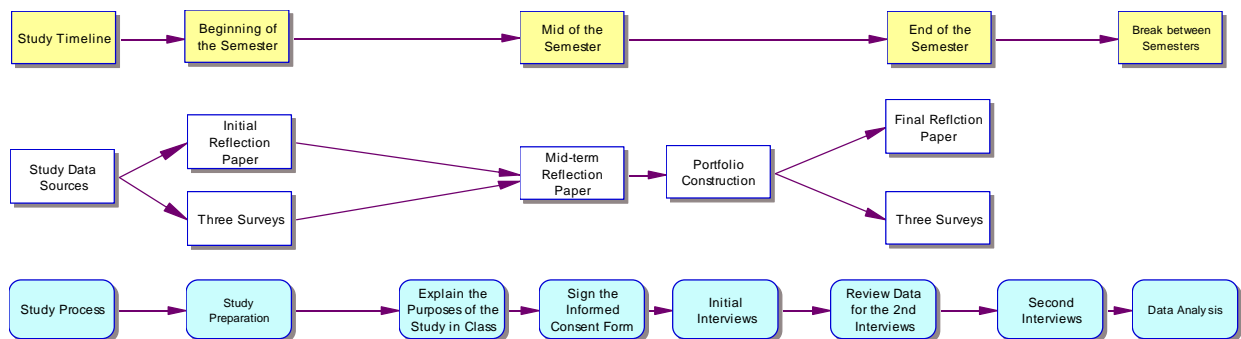 Study Timeline
Beginning of
the Semester
Mid of the
Semester
End of the
Semester
Break between
Semesters
Study Data
Sources
Initial
Reflection
Paper
Three Surveys
Mid-term
Reflection
Paper
Portfolio
Construction
Final Reflction
Paper
Three Surveys
Study Process
Study
Preparation
Explain the
Purposes of the
Study in Class
Sign the
Informed
Consent Form
Initial
Interviews
Review Data
for the 2nd
Interviews
Second
Interviews
Data Analysis